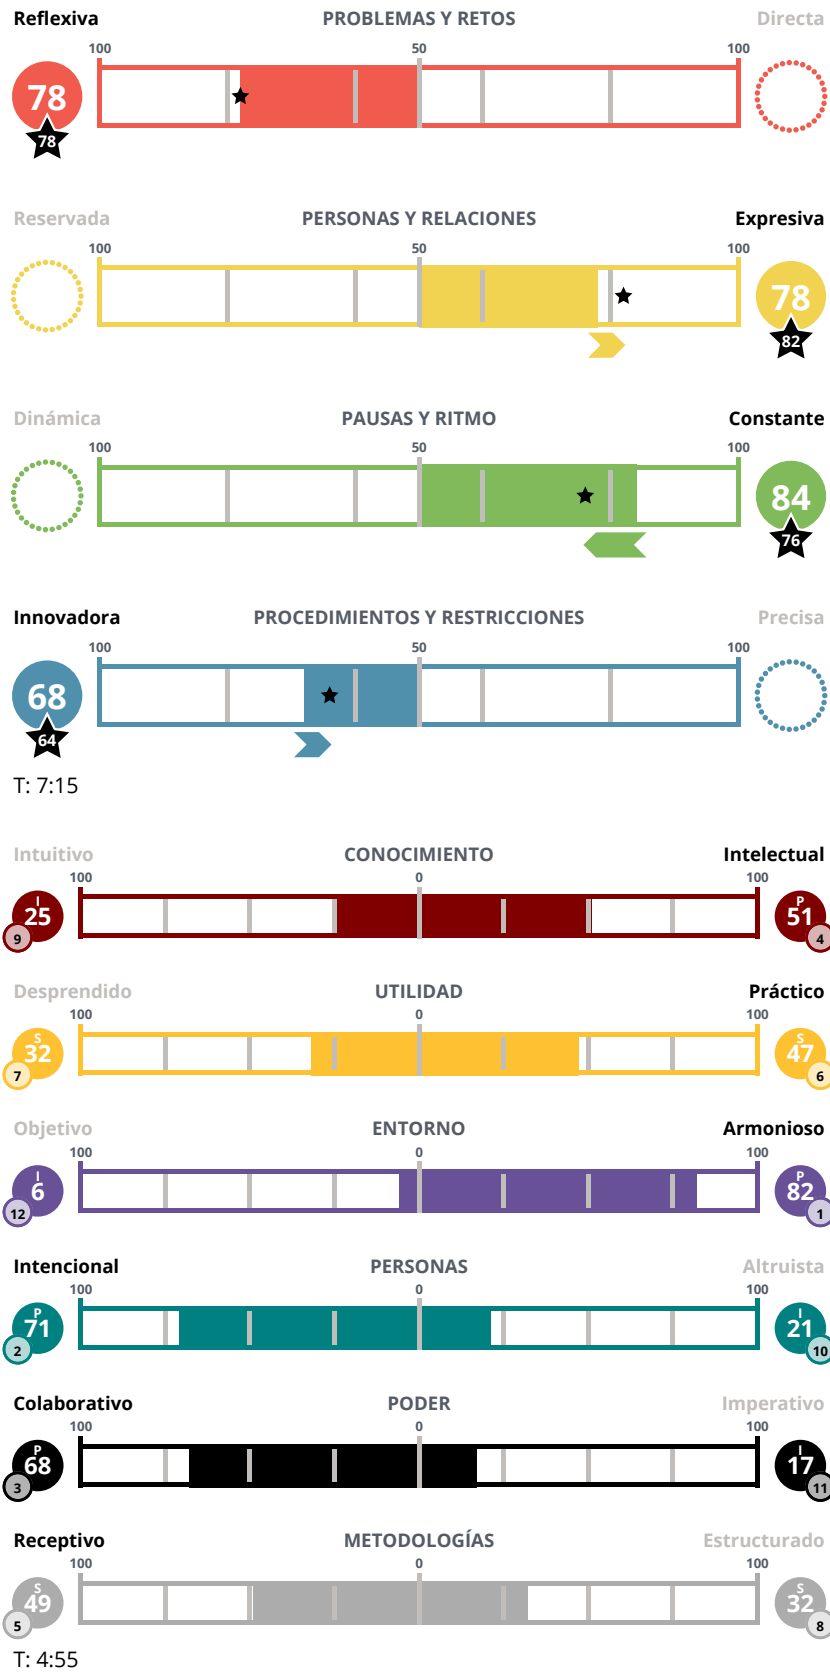 Reflexiva PROBLEMAS Y RETOS Directa
100 50 100
78
78
Reservada PERSONAS Y RELACIONES Expresiva
100 50 100
78
82
Dinámica PAUSAS Y RITMO Constante
100 50 100
84
76
Innovadora PROCEDIMIENTOS Y RESTRICCIONES Precisa
100 50 100
68
64
T: 7:15
Intuitivo CONOCIMIENTO Intelectual
100 0 100
I P
25 51
9 4
Desprendido UTILIDAD Práctico
100 0 100
S S
32 47
7 6
Objetivo ENTORNO Armonioso
100 0 100
I P
6 82
12 1
Intencional PERSONAS Altruista
100 0 100
P I
71 21
2 10
Colaborativo PODER Imperativo
100 0 100
P I
68 17
3 11
Receptivo METODOLOGÍAS Estructurado
100 0 100
S S
49 32
5 8
T: 4:55